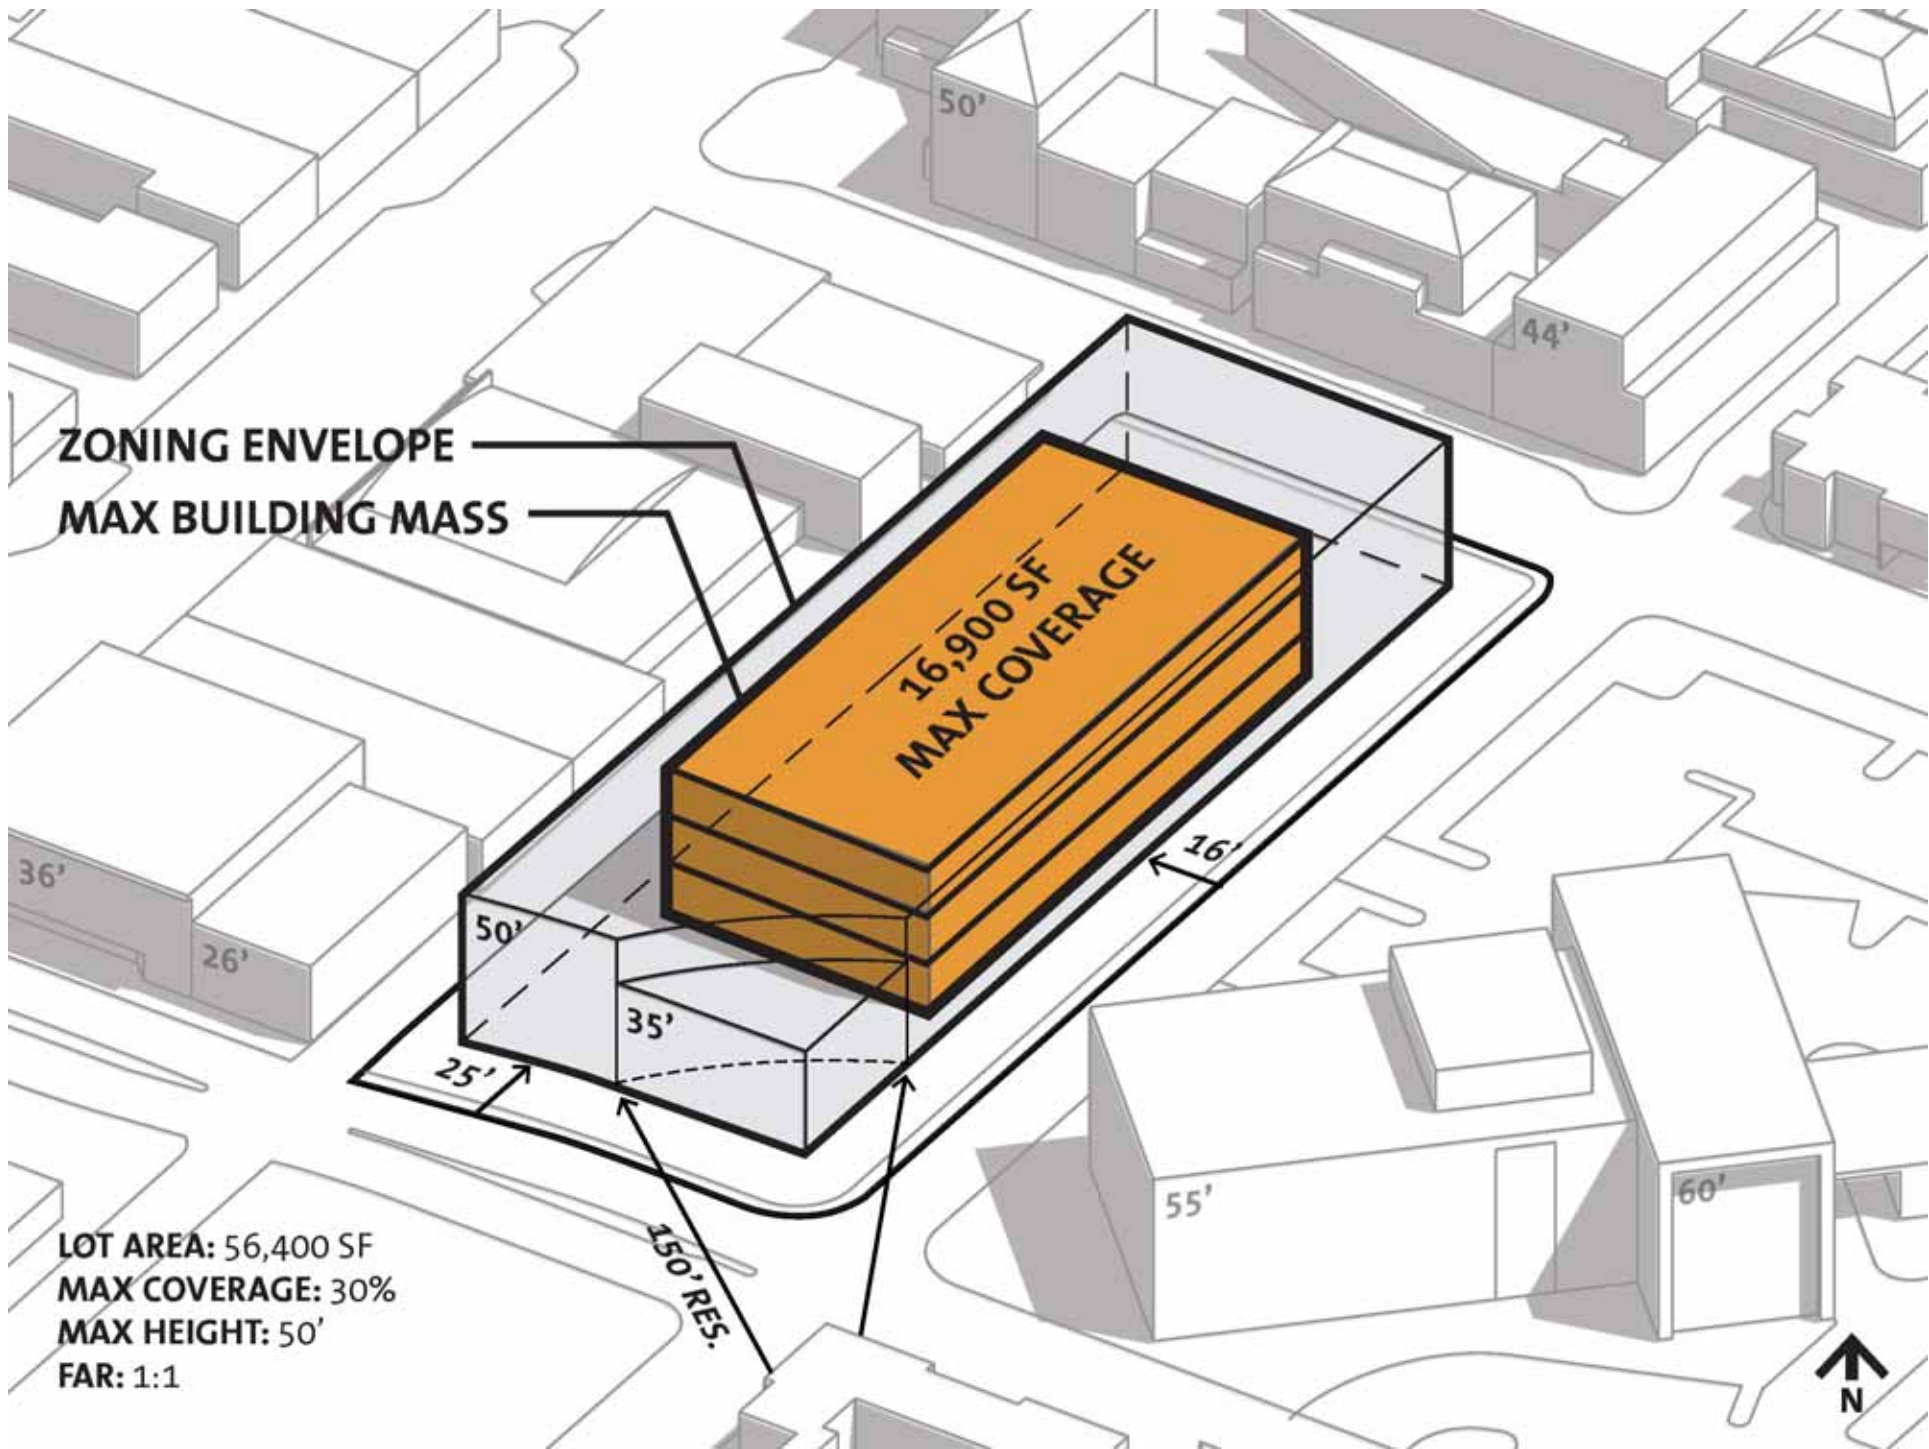 50'
44'
ZONING ENVELOPE
MAX BUILDING MASS
16,900 SF
MAX COVERAGE
16'
36'
26'
50'
35'
25'
55'
60'
150' RES.
LOT AREA: 56,400 SF
MAX COVERAGE: 30%
MAX HEIGHT: 50'
FAR: 1:1
N